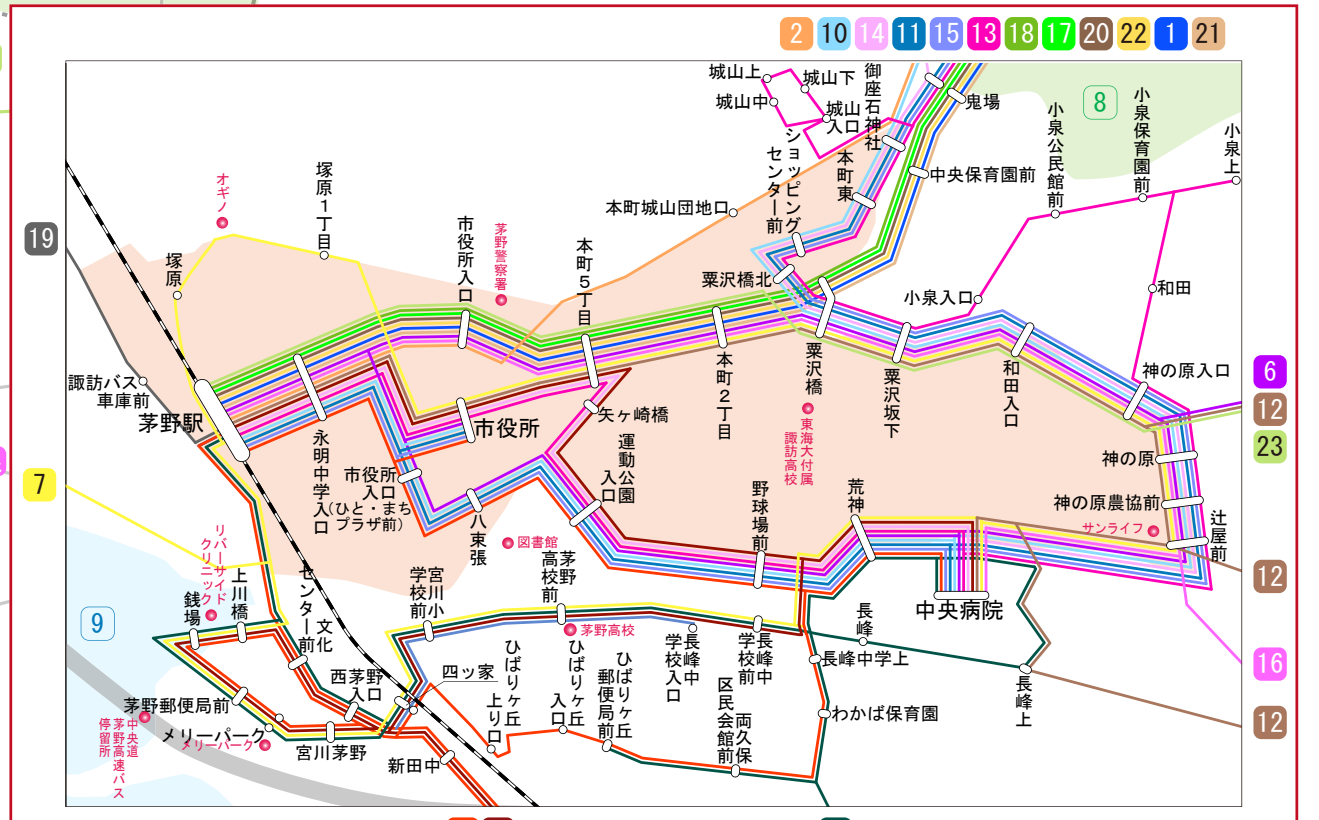 2 10 14 11 15 13 18 17 20 22 1 21
城山上
城山下
城山中
城山
入口
御座石神社
鬼場
8
小泉公民館前
小泉保育園前
小泉上
ショッピング
センター前
本町東
中央保育園前
塚原1丁目
オギノ
本町城山団地口
19
塚原
市役所入口
茅野警察署
本町5丁目
粟沢橋北
小泉入口
和田
諏訪バス
車庫前
茅野駅
本町2丁目
粟沢橋
粟沢坂下
和田入口
神の原入口
6
12
23
矢ヶ崎橋
東海大付属
諏訪高校
永明中学入口
市役所
市役所
入口
(ひと・まち
プラザ前)
運動公園
入口
神の原
7
八束張
野球場前
荒神
神の原農協前
サンライフ
辻屋前
リバーサイド
クリニック
図書館
上川橋
銭場
センター前
文化
宮川小
学校前
茅野
高校前
中央病院
12
9
茅野高校
長峰中
学校入口
長峰中
学校前
長峰
長峰中学上
16
西茅野
入口
四ッ家
ひばりヶ丘
上り口
ひばりヶ丘
入口
ひばりヶ丘
郵便局前
両久保
区民会館前
わかば保育園
長峰上
茅野郵便局前
メリーパーク
メリーパーク
中央道
茅野高速バス
停留所
宮川茅野
新田中
12